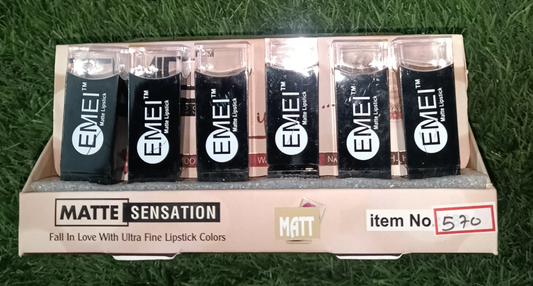 EMEI™
Matte Lipstick
EMEI™
Matte Lipstick
EMEI™
Matte Lipstick
EMEI™
Matte Lipstick
EMEI™
Matte Lipstick
EMEI™
Matte Lipstick
MATTE SENSATION
Fall In Love With Ultra Fine Lipstick Colors
MATT
item No. 570